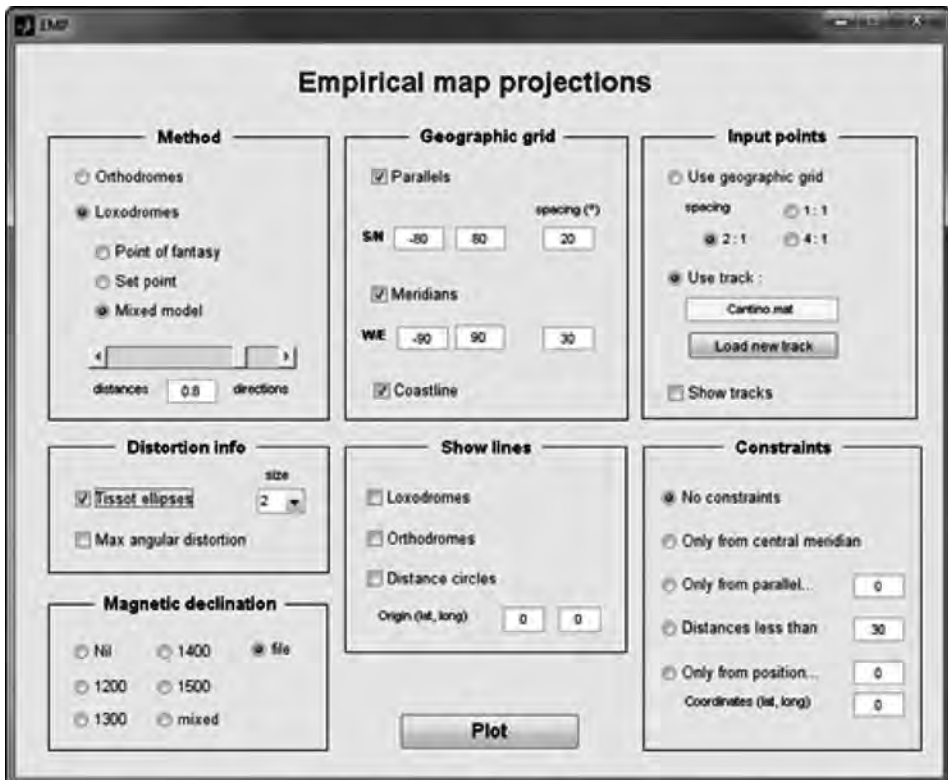 EMP
Empirical map projections
Method
Orthodromes
Loxodromes
Point of fantasy
Set point
Mixed model
distances 0.8 directions
Geographic grid
Parallels
spacing (°)
S/N -80 80 20
Meridians
W/E -90 90 30
Coastline
Input points
Use geographic grid
spacing 1 : 1
2 : 1 4 : 1
Use track :
Cantino.mat
Load new track
Show tracks
Distortion info
size
Tissot ellipses 2
Max angular distortion
Magnetic declination
Nil 1400 file
1200 1500
1300 mixed
Show lines
Loxodromes
Orthodromes
Distance circles
Origin (lat, long) 0 0
Plot
Constraints
No constraints
Only from central meridian
Only from parallel... 0
Distances less than 30
Only from position... 0
Coordinates (lat, long) 0